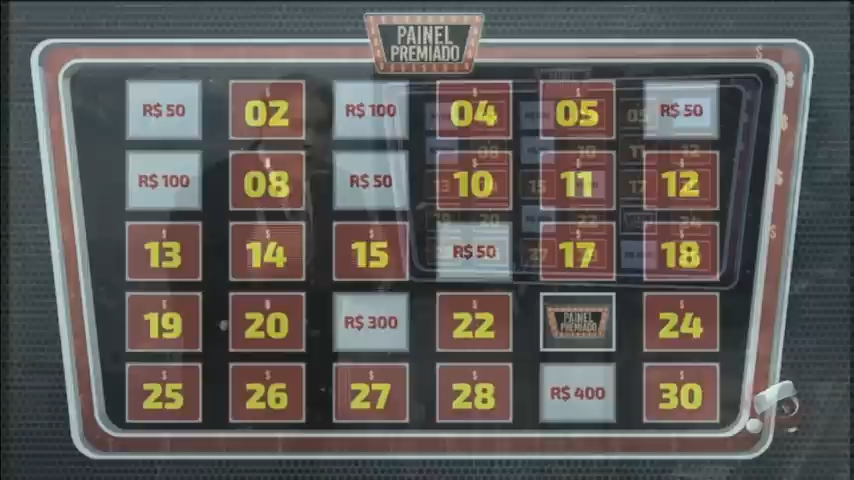 PAINEL
PREMIADO
R$ 50 02 R$ 100 04 05 R$ 50
R$ 100 08 R$ 50 10 11 12
13 14 15 R$ 50 17 18
19 20 R$ 300 22 PAINEL PREMIADO 24
25 26 27 28 R$ 400 30